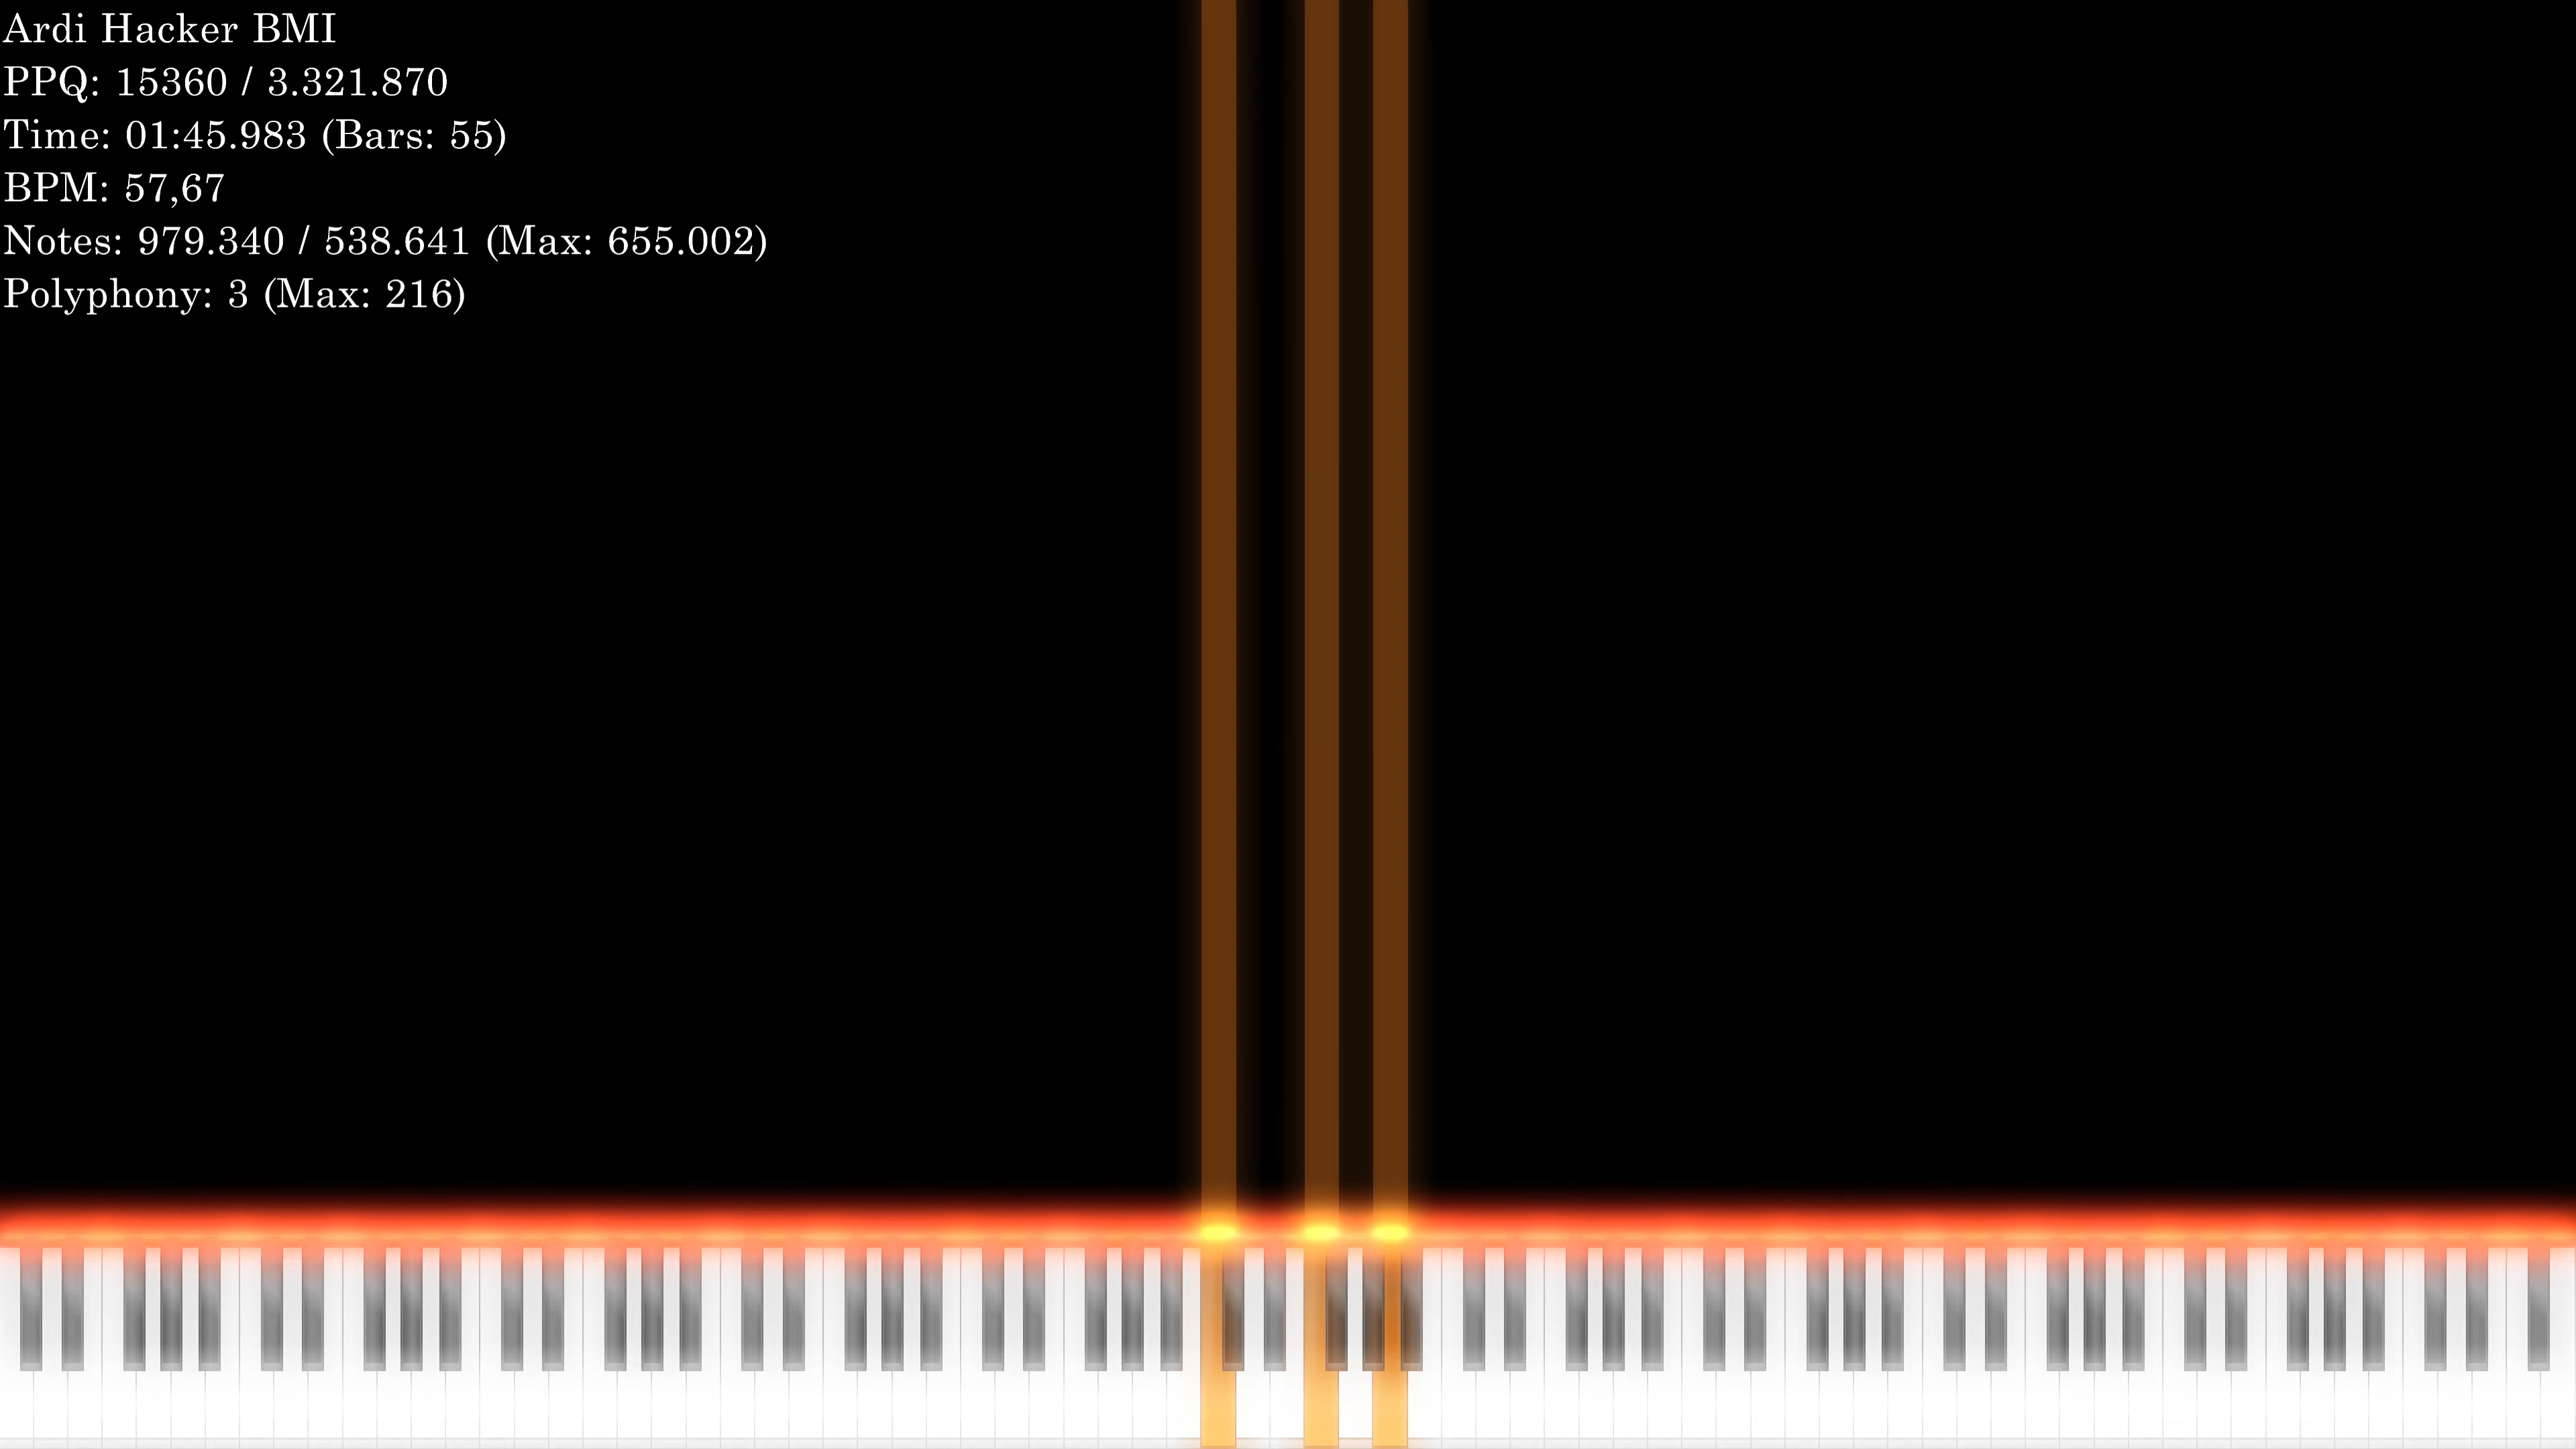 Ardi Hacker BMI
PPQ: 15360 / 3.321.870
Time: 01:45.983 (Bars: 55)
BPM: 57,67
Notes: 979.340 / 538.641 (Max: 655.002)
Polyphony: 3 (Max: 216)